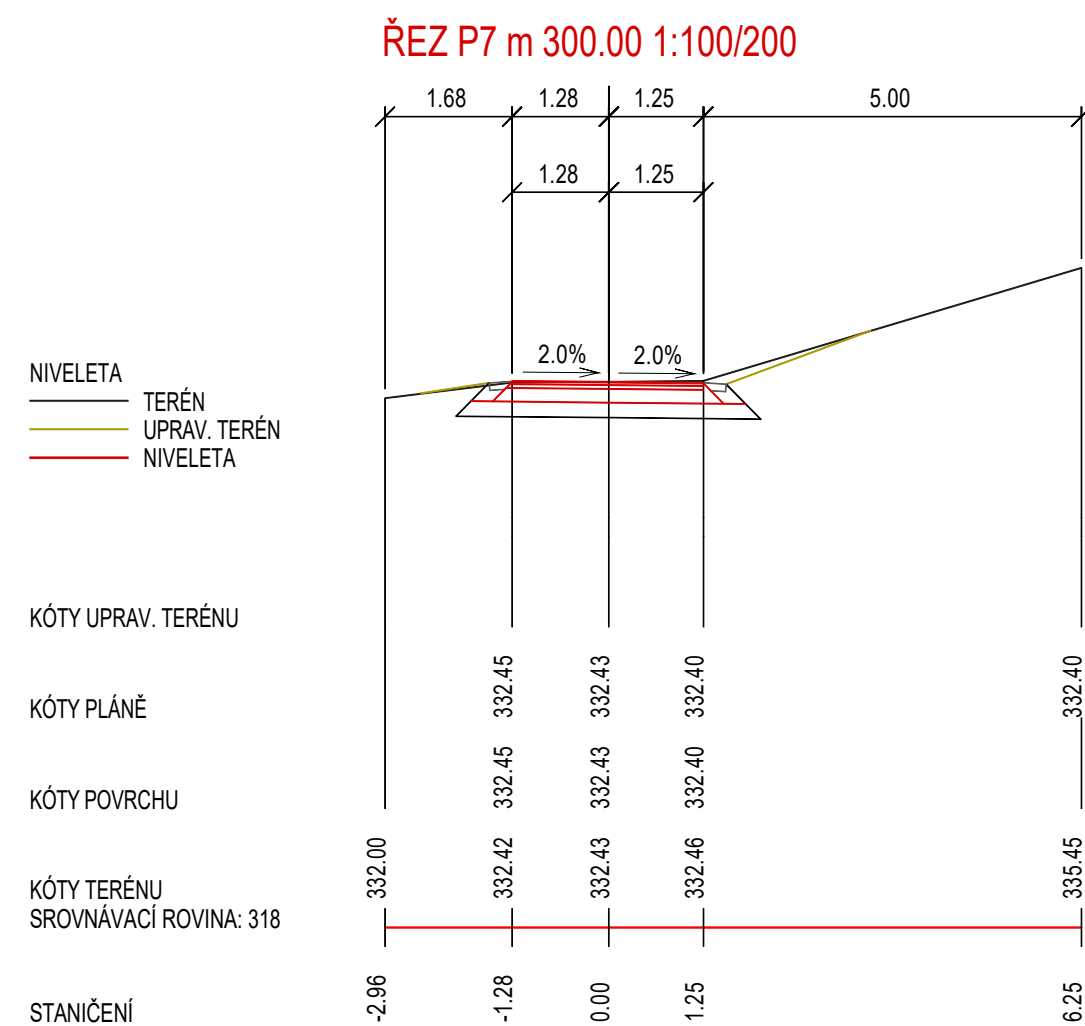 ŘEZ P7 m 300.00 1:100/200
1.68 1.28 1.25 5.00
1.28 1.25
2.0% 2.0%
NIVELETA
TERÉN
UPRAV. TERÉN
NIVELETA
KÓTY UPRAV. TERÉNU
332.45 332.43 332.40 332.40
KÓTY PLÁNĚ
332.45 332.43 332.40
KÓTY POVRCHU
332.00 332.42 332.43 332.46 335.45
KÓTY TERÉNU
SROVNÁVACÍ ROVINA: 318
-2.96 -1.28 0.00 1.25 6.25
STANIČENÍ